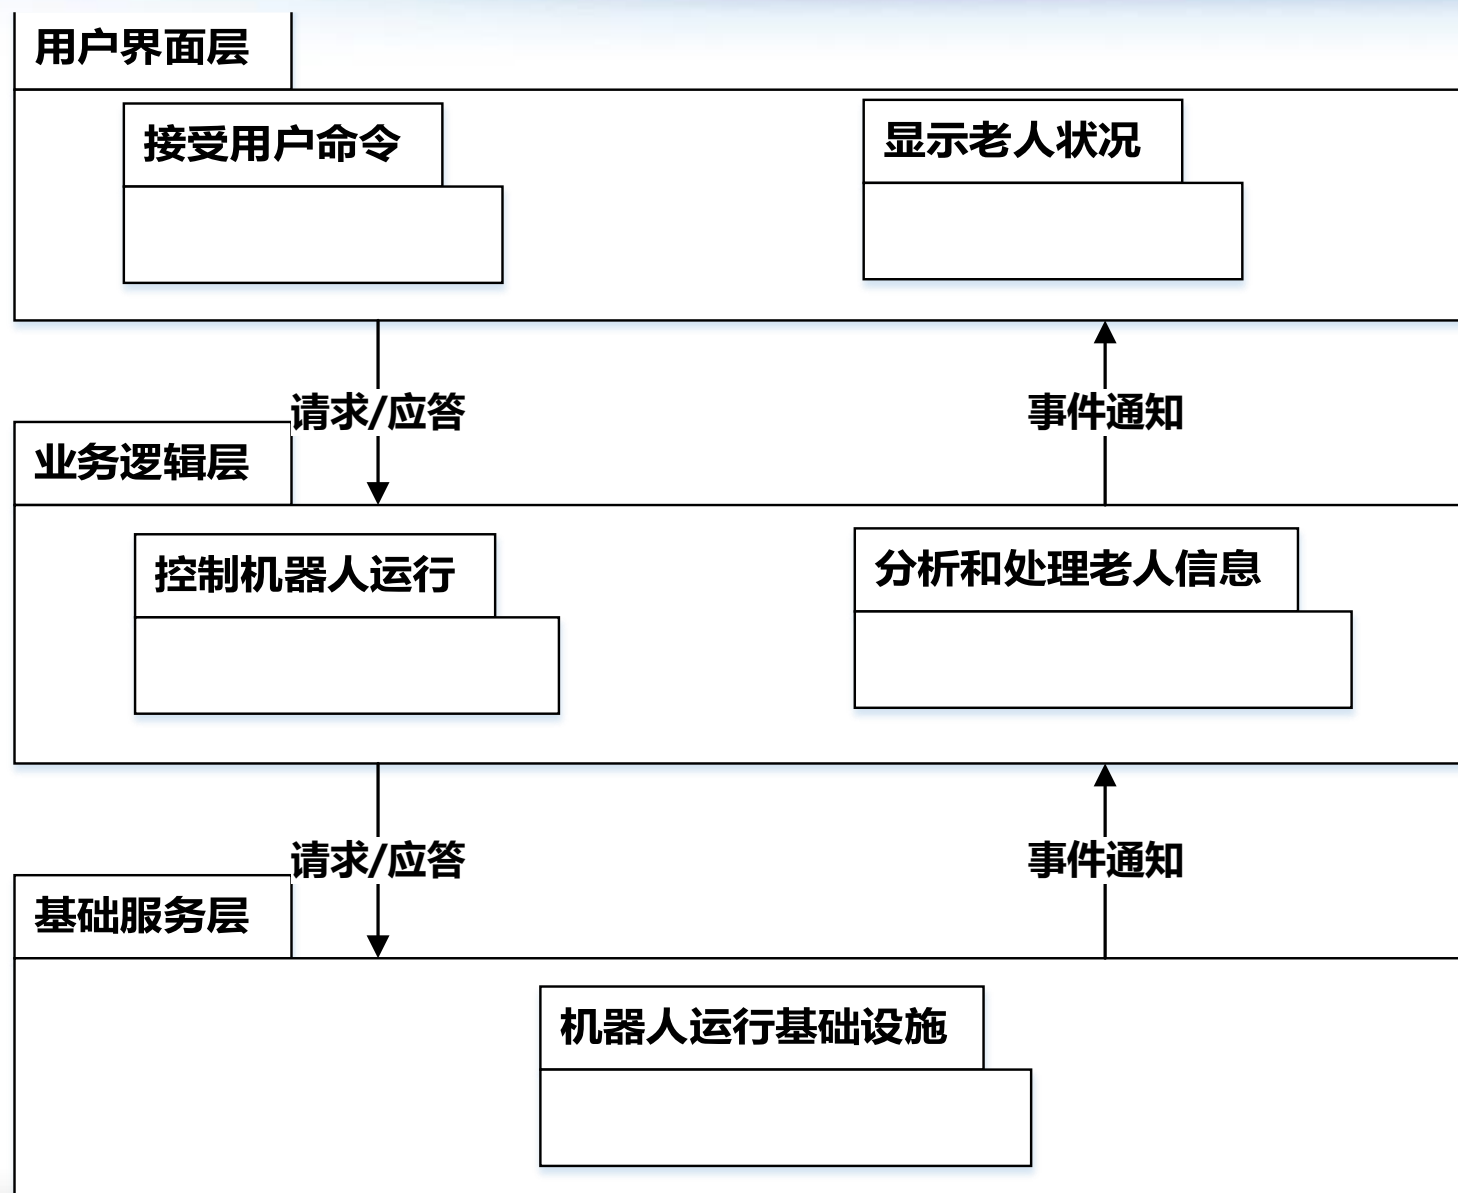 用户界面层
接受用户命令
显示老人状况
请求/应答
事件通知
业务逻辑层
控制机器人运行
分析和处理老人信息
请求/应答
事件通知
基础服务层
机器人运行基础设施